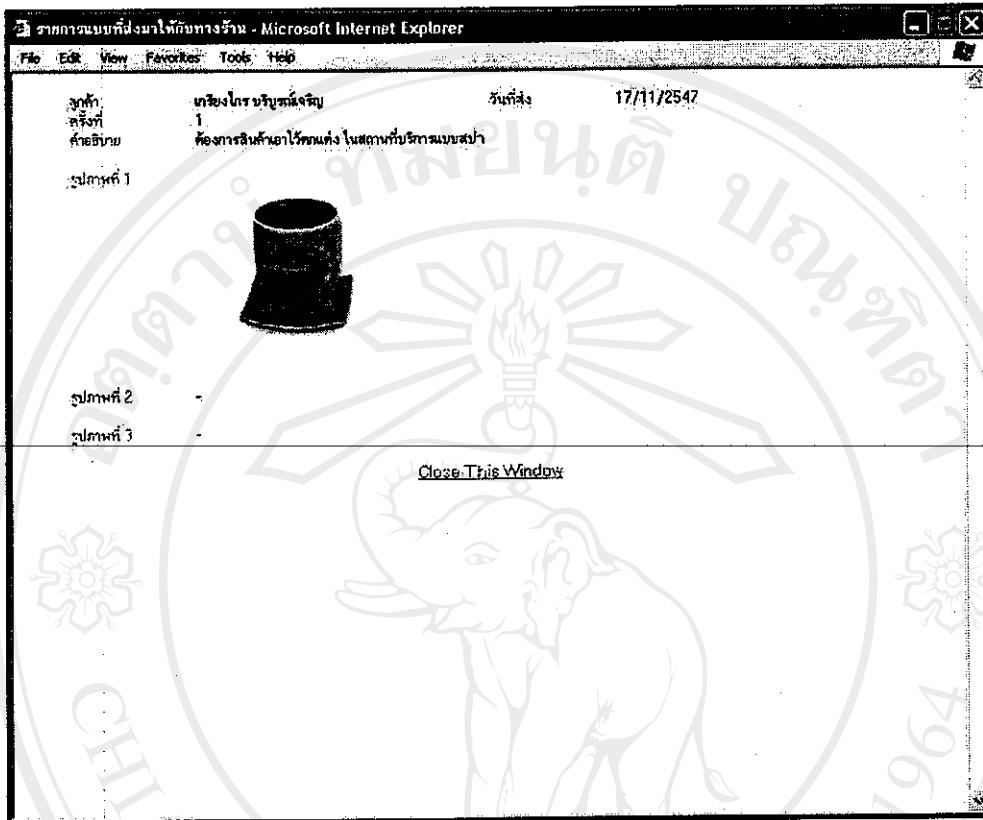 รายการแบบที่ส่งมาให้กับทางร้าน - Microsoft Internet Explorer
File Edit View Favorites Tools Help
ลูกค้า เกรียงไกร บริบูรณ์เจริญ วันที่ส่ง 17/11/2547
ครั้งที่ 1
คำอธิบาย ต้องการสินค้าเอาไว้ตกแต่ง ในสถานที่บริการแบบสปา
รูปภาพที่ 1
รูปภาพที่ 2 -
รูปภาพที่ 3 -
Close This Window
CHI
1964